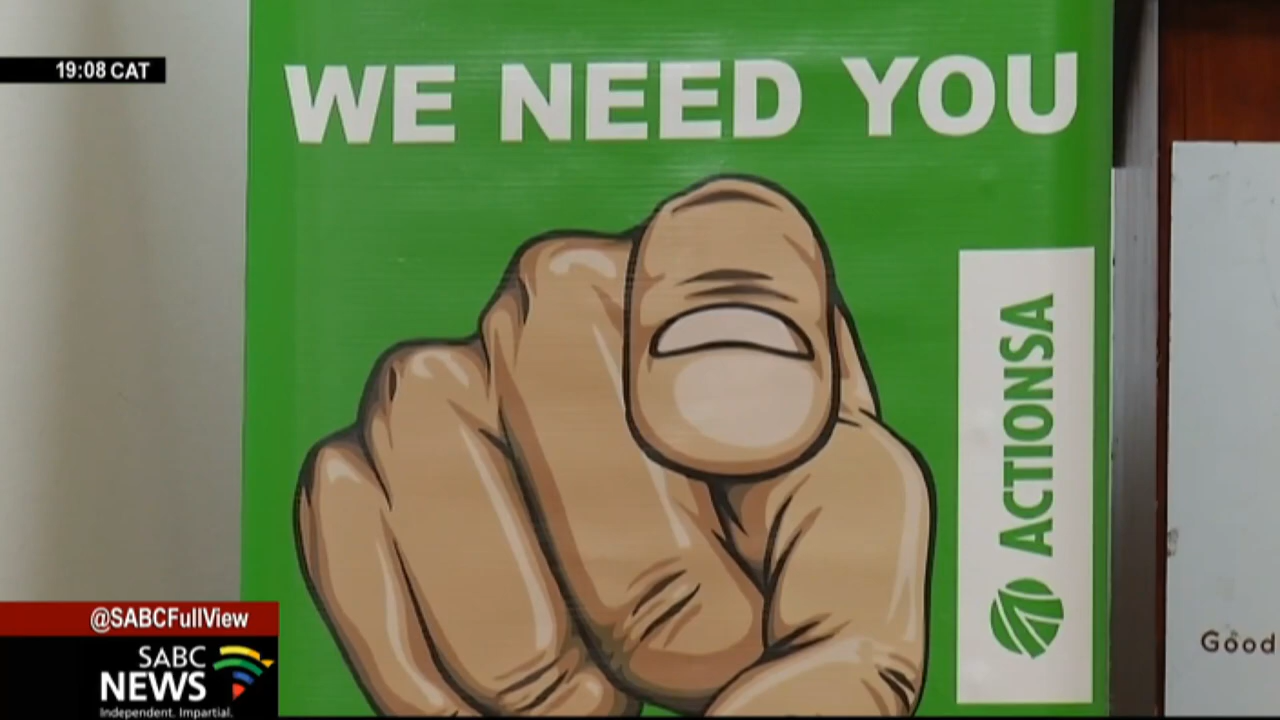 19:08 CAT
WE NEED YOU
ACTIONSA
@SABCFullView
SABC
NEWS
Independent. Impartial.
Good